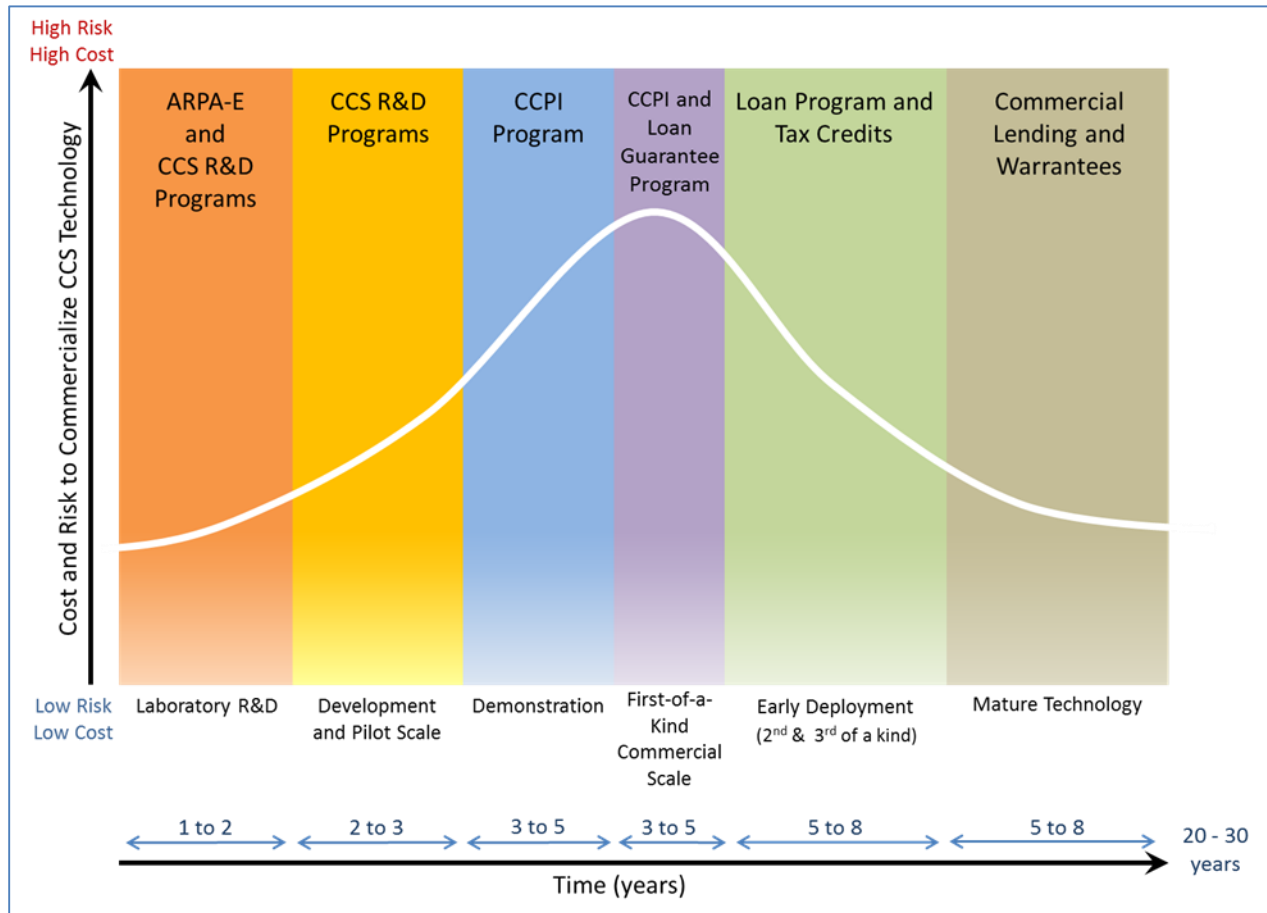 High Risk
High Cost
Cost and Risk to Commercialize CCS Technology
Low Risk
Low Cost
ARPA-E
and
CCS R&D
Programs
CCS R&D
Programs
CCPI
Program
CCPI and
Loan
Guarantee
Program
Loan Program and
Tax Credits
Commercial
Lending and
Warrantees
Laboratory R&D
Development
and Pilot Scale
Demonstration
First-of-a-
Kind
Commercial
Scale
Early Deployment
(2nd & 3rd of a kind)
Mature Technology
1 to 2
2 to 3
3 to 5
3 to 5
5 to 8
5 to 8
20 - 30
years
Time (years)